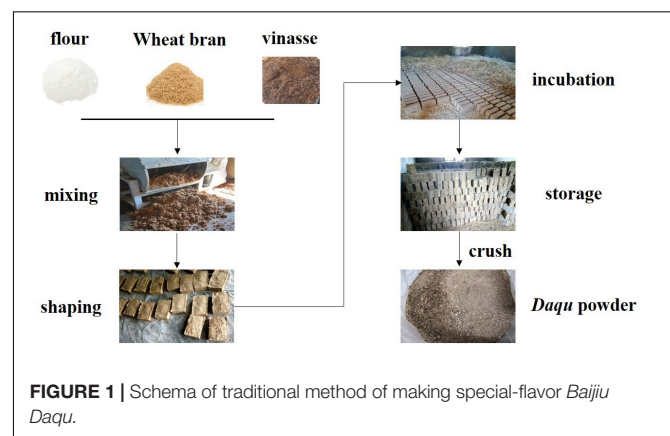 flour
Wheat bran
vinasse
mixing
shaping
incubation
storage
crush
Daqu powder
FIGURE 1 | Schema of traditional method of making special-flavor Baijiu
Daqu.